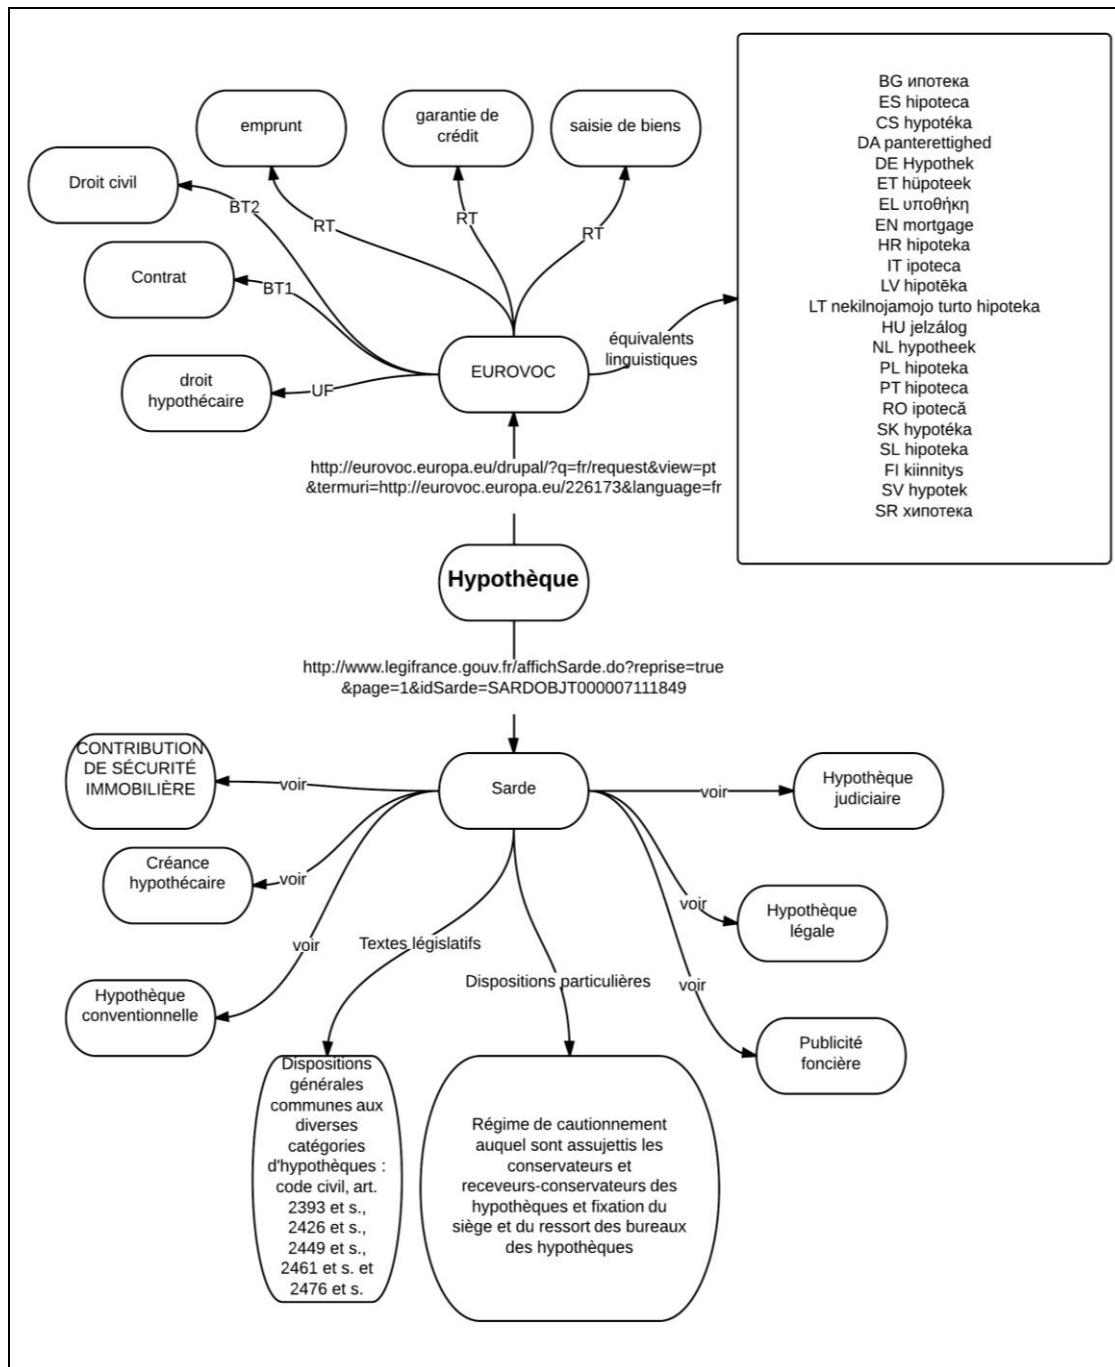 emprunt
garantie de
crédit
saisie de biens
Droit civil
BT2
RT
RT
RT
Contrat
BT1
droit
hypothécaire
UF
EUROVOC
équivalents
linguistiques
BG ипотека
ES hipoteca
CS hypotéka
DA panterettighed
DE Hypothek
ET hüpoteek
EL υποθήκη
EN mortgage
HR hipoteka
IT ipoteca
LV hipotēka
LT nekilnojamojo turto hipoteka
HU jelzálog
NL hypotheek
PL hipoteka
PT hipoteca
RO ipotecă
SK hypotéka
SL hipoteka
FI kiinnitys
SV hypotek
SR хипотека
http://eurovoc.europa.eu/drupal/?q=fr/request&view=pt
&termuri=http://eurovoc.europa.eu/226173&language=fr
Hypothèque
http://www.legifrance.gouv.fr/affichSarde.do?reprise=true
&page=1&idSarde=SARDOBJT000007111849
CONTRIBUTION
DE SÉCURITÉ
IMMOBILIÈRE
voir
Sarde
voir
Hypothèque
judiciaire
Créance
hypothécaire
voir
voir
Hypothèque
légale
voir
Textes législatifs
Dispositions particulières
voir
Hypothèque
conventionnelle
Publicité
foncière
Dispositions
générales
communes aux
diverses
catégories
d'hypothèques :
code civil, art.
2393 et s.,
2426 et s.,
2449 et s.,
2461 et s. et
2476 et s.
Régime de cautionnement
auquel sont assujettis les
conservateurs et
receveurs-conservateurs des
hypothèques et fixation du
siège et du ressort des bureaux
des hypothèques